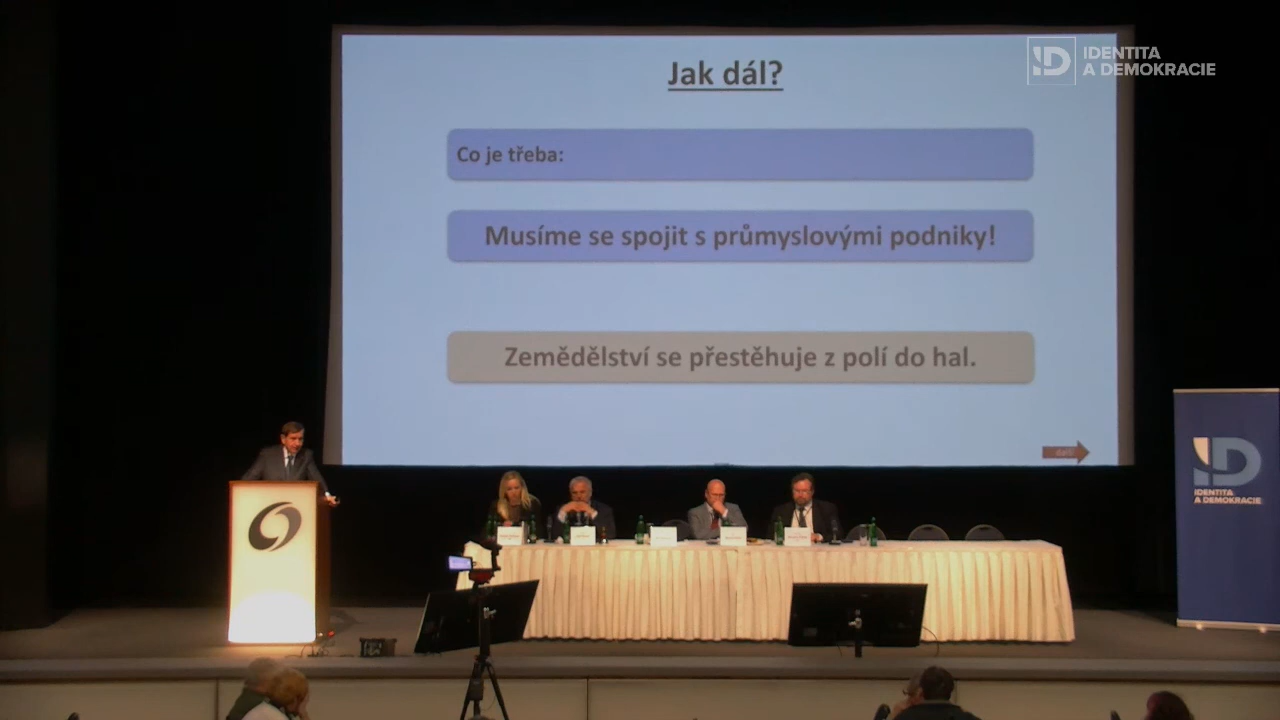 Jak dál?
IDENTITA
A DEMOKRACIE
Co je třeba:
Musíme se spojit s průmyslovými podniky!
Zemědělství se přestěhuje z polí do hal.
další
IDENTITA
A DEMOKRACIE